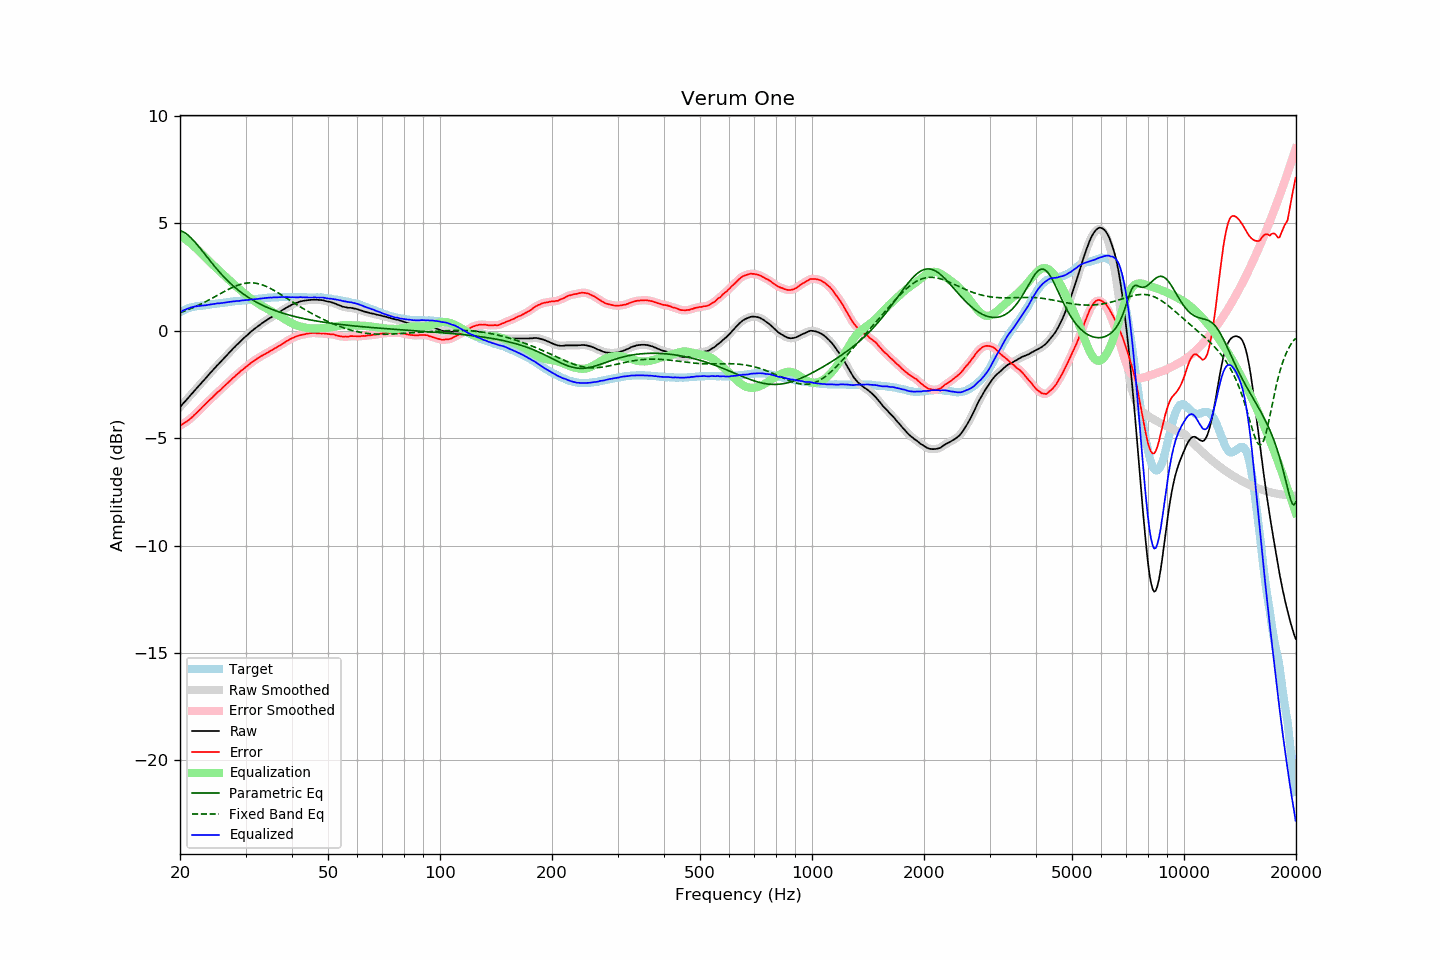 Verum One
10
5
0
−5
−10
−15
−20
Amplitude (dBr)
Target
Raw Smoothed
Error Smoothed
Raw
Error
Equalization
Parametric Eq
Fixed Band Eq
Equalized
20 50 100 200 500 1000 2000 5000 10000 20000
Frequency (Hz)